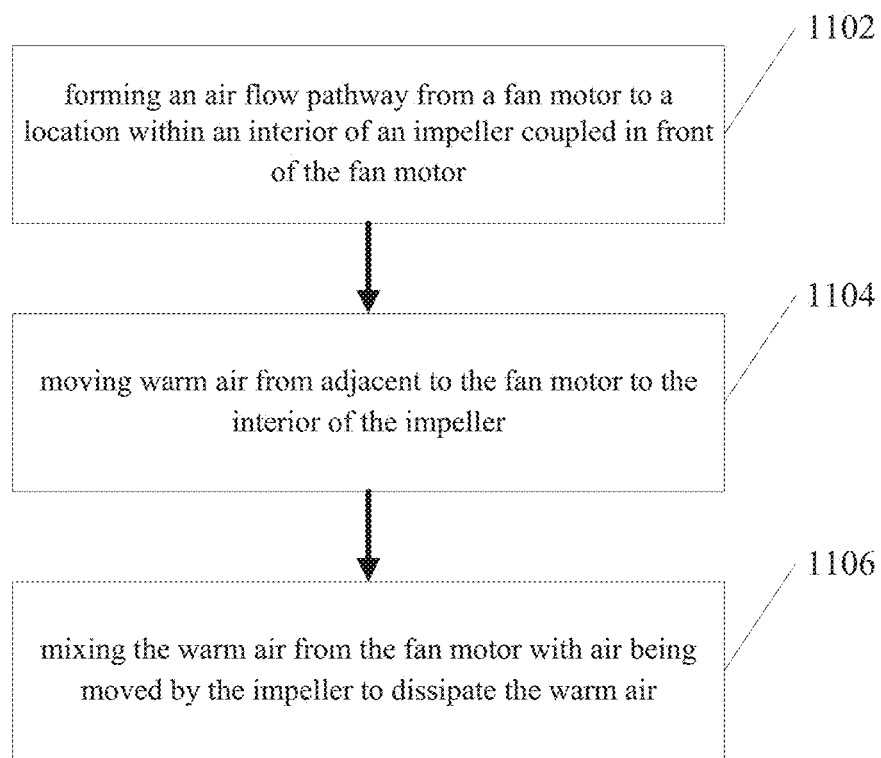 1102
forming an air flow pathway from a fan motor to a
location within an interior of an impeller coupled in front
of the fan motor
1104
moving warm air from adjacent to the fan motor to the
interior of the impeller
1106
mixing the warm air from the fan motor with air being
moved by the impeller to dissipate the warm air